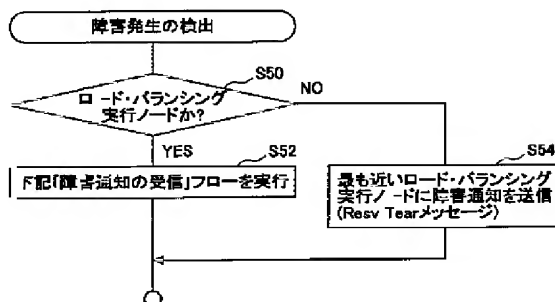 障害発生の検出
S50
ロード・バランシング
実行ノードか?
NO
YES
S52
下記「障害通知の受信」フローを実行
S54
最も近いロード・バランシング
実行ノードに障害通知を送信
(Resv Tearメッセージ)